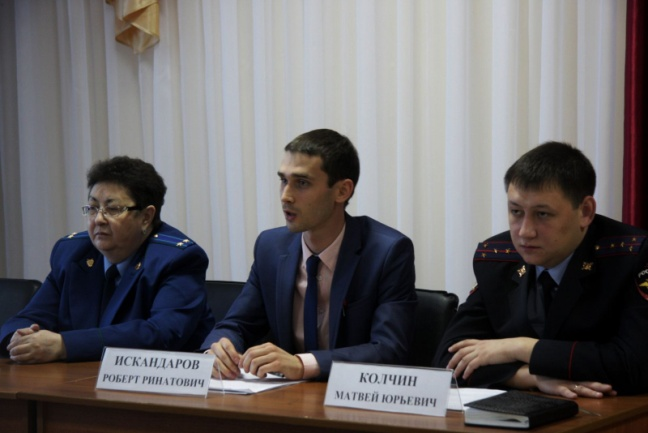 ИСКАНДАРОВ
РОБЕРТ РИНАТОВИЧ
КОЛЧИН
МАТВЕЙ ЮРЬЕВИЧ